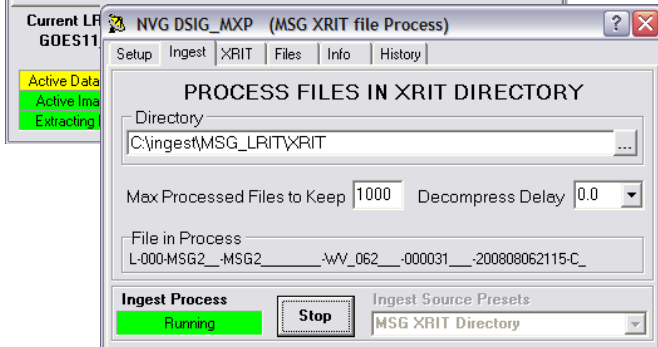 Current LR
GOES11_
Active Data
Active Ima
Extracting
NVG DSIG_MXP (MSG XRIT file Process)
Setup Ingest XRIT Files Info History
PROCESS FILES IN XRIT DIRECTORY
Directory
C:\ingest\MSG_LRIT\XRIT
...
Max Processed Files to Keep 1000 Decompress Delay 0.0
File in Process
L-000-MSG2__-MSG2________-WV_062___-000031___-200808062115-C_
Ingest Process
Running
Stop
Ingest Source Presets
MSG XRIT Directory